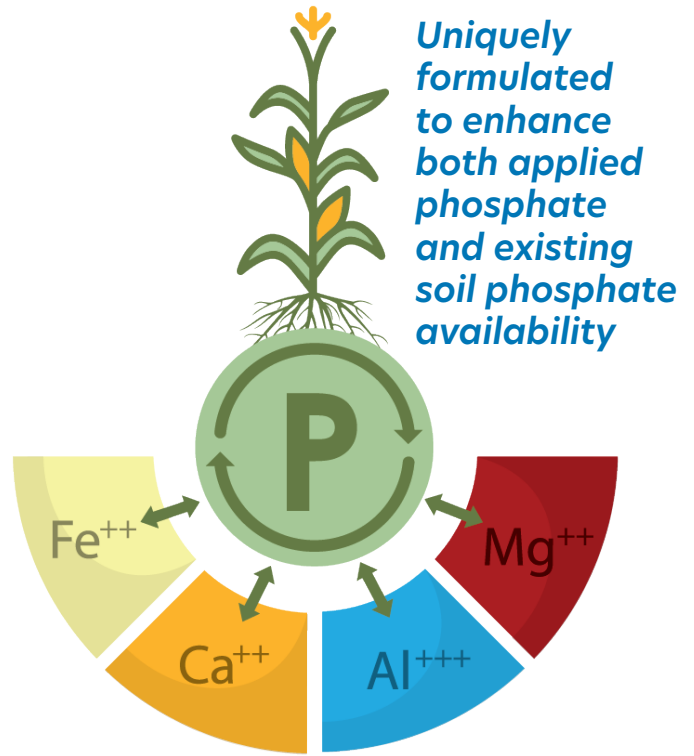 Uniquely
formulated
to enhance
both applied
phosphate
and existing
soil phosphate
availability
P
Fe++
Mg++
Ca++
Al+++